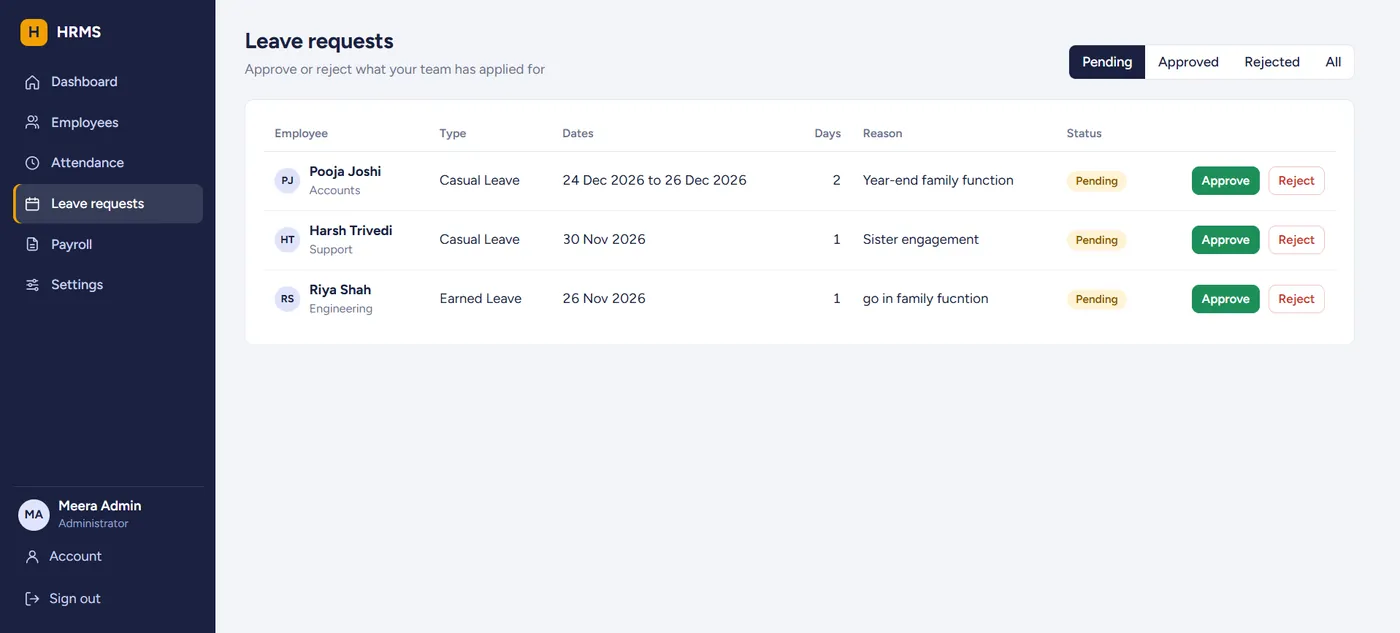 H HRMS
Dashboard
Employees
Attendance
Leave requests
Payroll
Settings
MA Meera Admin
Administrator
Account
Sign out
Leave requests
Approve or reject what your team has applied for
Pending Approved Rejected All
Employee Type Dates Days Reason Status
PJ Pooja Joshi Casual Leave 24 Dec 2026 to 26 Dec 2026 2 Year-end family function Pending Approve Reject
Accounts
HT Harsh Trivedi Casual Leave 30 Nov 2026 1 Sister engagement Pending Approve Reject
Support
RS Riya Shah Earned Leave 26 Nov 2026 1 go in family fucntion Pending Approve Reject
Engineering